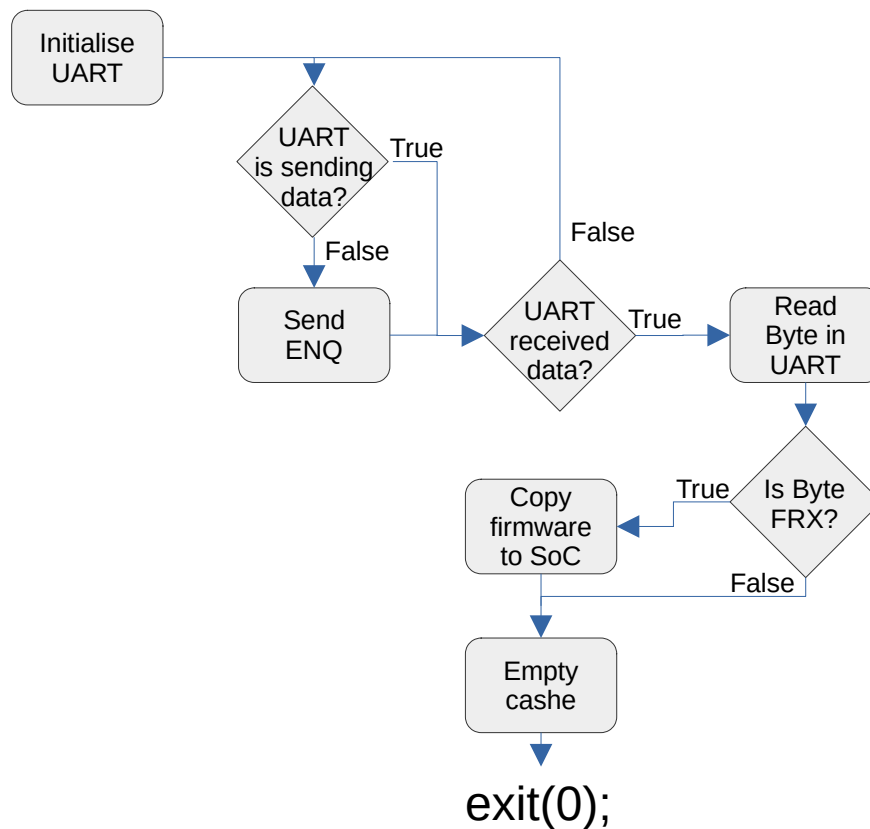 Initialise
UART
UART
is sending
data?
True
False
Send
ENQ
False
UART
received
data?
True
Read
Byte in
UART
Is Byte
FRX?
True
False
Copy
firmware
to SoC
Empty
cashe
exit(0);